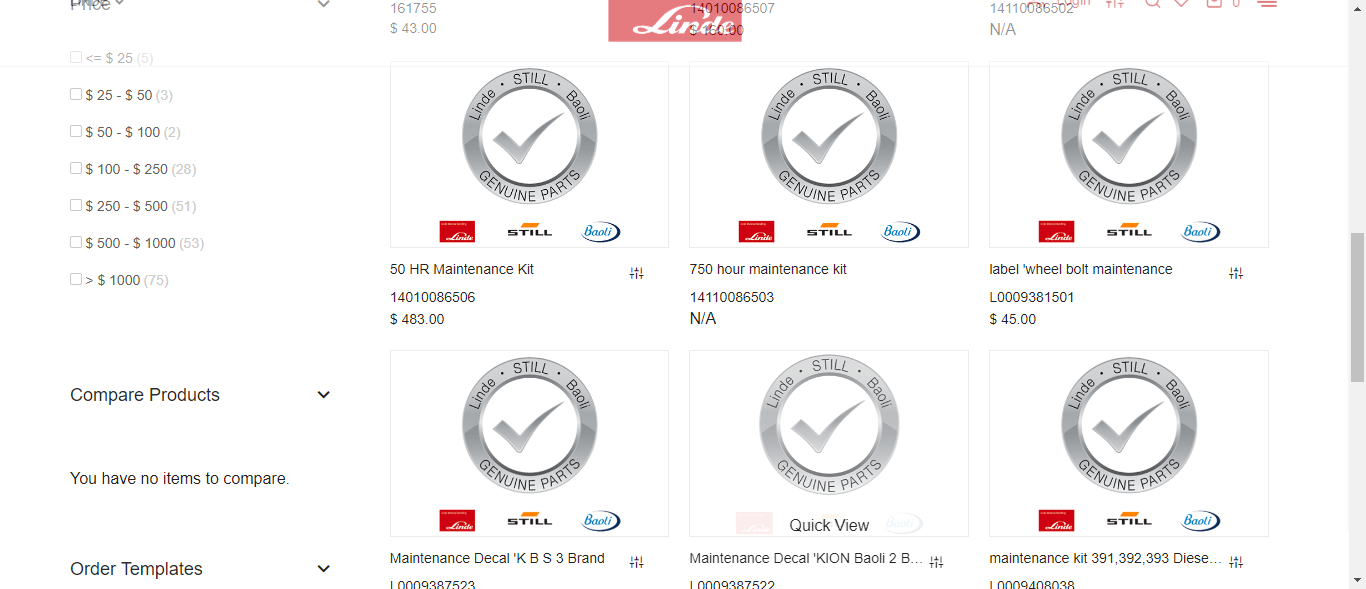 Price
<= $ 25 (5)
$ 25 - $ 50 (3)
$ 50 - $ 100 (2)
$ 100 - $ 250 (28)
$ 250 - $ 500 (51)
$ 500 - $ 1000 (53)
> $ 1000 (75)
Compare Products
You have no items to compare.
Order Templates
Login
0
Linde
161755
$ 43.00
14010086507
$ 160.00
14110086502
N/A
Linde • STILL • Baoli
GENUINE PARTS
Linde STILL Baoli
50 HR Maintenance Kit
14010086506
$ 483.00
Linde • STILL • Baoli
GENUINE PARTS
Linde STILL Baoli
750 hour maintenance kit
14110086503
N/A
Linde • STILL • Baoli
GENUINE PARTS
Linde STILL Baoli
label 'wheel bolt maintenance
L0009381501
$ 45.00
Linde • STILL • Baoli
GENUINE PARTS
Linde STILL Baoli
Maintenance Decal 'K B S 3 Brand
L0009387523
Linde • STILL • Baoli
GENUINE PARTS
Quick View
Baoli
Maintenance Decal 'KION Baoli 2 B...
L0009387522
Linde • STILL • Baoli
GENUINE PARTS
Linde STILL Baoli
maintenance kit 391,392,393 Diese...
L0009408038